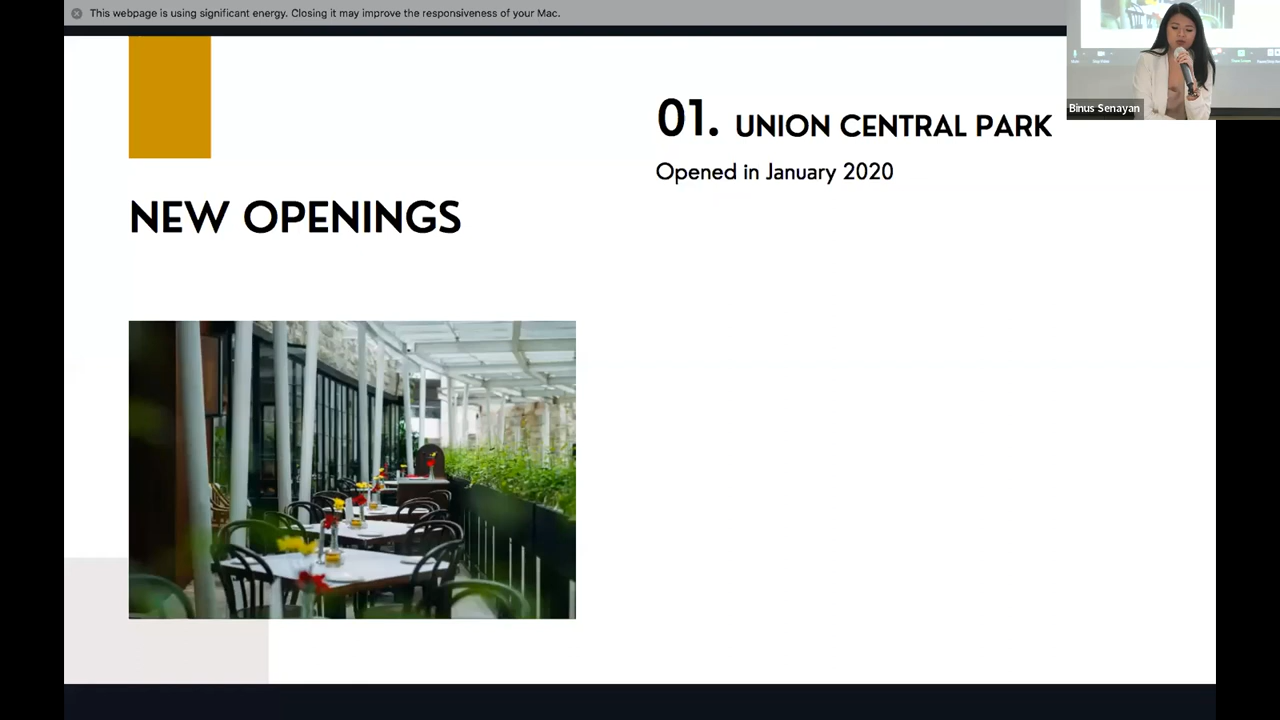 This webpage is using significant energy. Closing it may improve the responsiveness of your Mac.
01. UNION CENTRAL PARK
Opened in January 2020
NEW OPENINGS
Binus Senayan